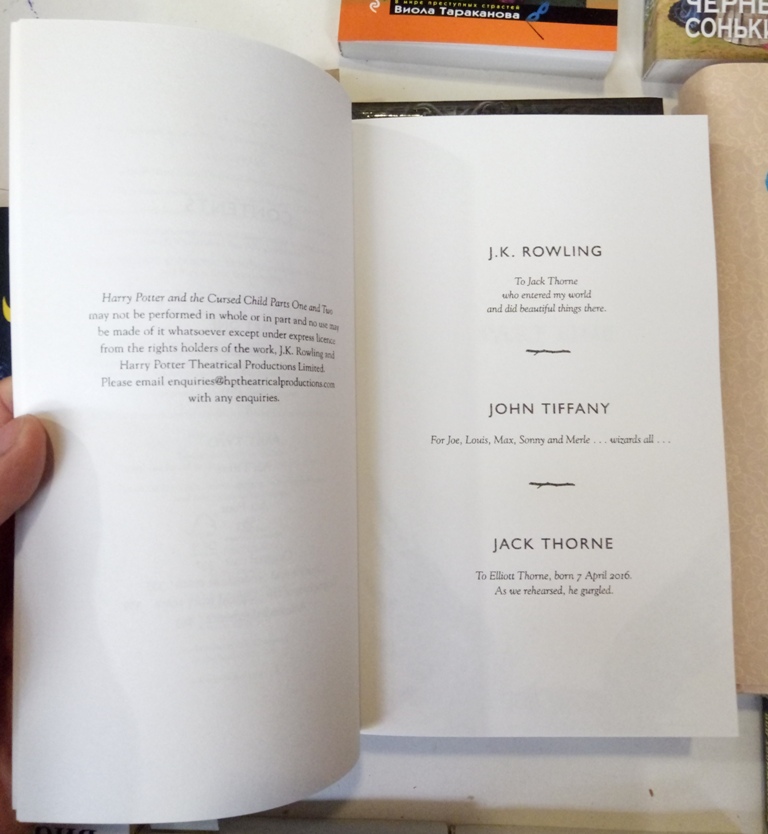 в мире преступных страстей
Виола Тараканова
СОНЬКИ
Harry Potter and the Cursed Child Parts One and Two
may not be performed in whole or in part and no use may
be made of it whatsoever except under express licence
from the rights holders of the work, J.K. Rowling and
Harry Potter Theatrical Productions Limited.
Please email enquiries@hptheatricalproductions.com
with any enquiries.
J.K. ROWLING
To Jack Thorne
who entered my world
and did beautiful things there.
JOHN TIFFANY
For Joe, Louis, Max, Sonny and Merle . . . wizards all . . .
JACK THORNE
To Elliott Thorne, born 7 April 2016.
As we rehearsed, he gurgled.